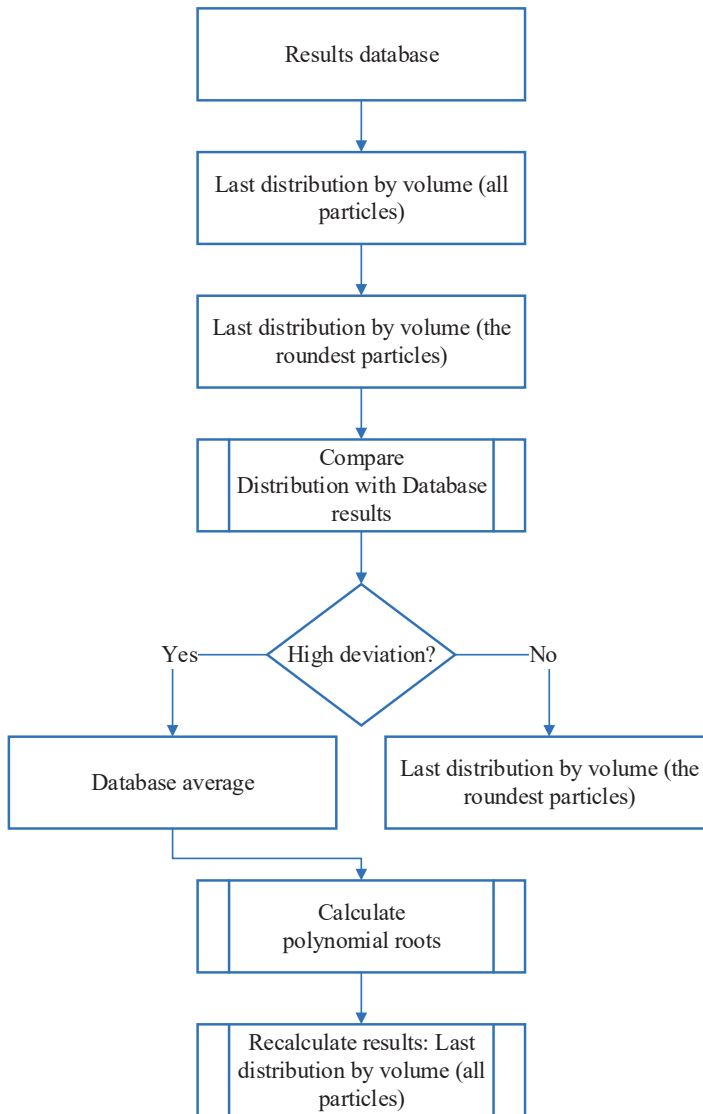 Results database
Last distribution by volume (all
particles)
Last distribution by volume (the
roundest particles)
Compare
Distribution with Database
results
High deviation?
Yes
No
Database average
Last distribution by volume (the
roundest particles)
Calculate
polynomial roots
Recalculate results: Last
distribution by volume (all
particles)